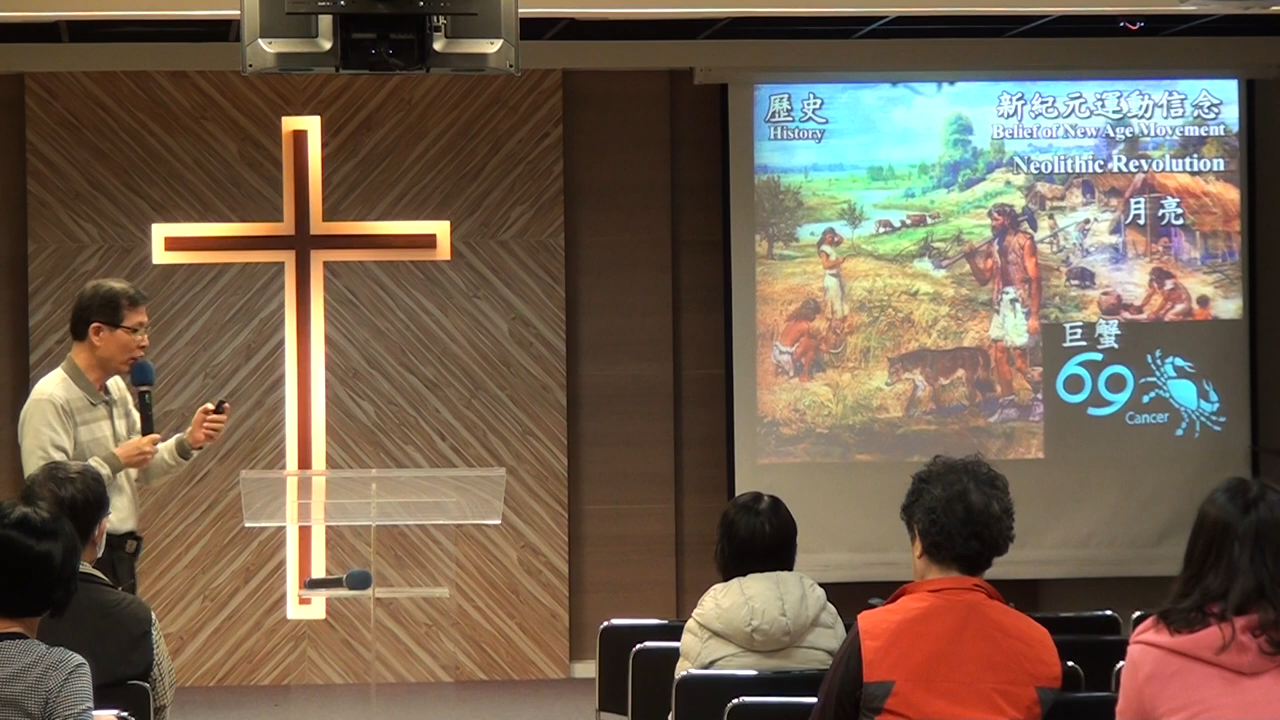 歷史
History
新紀元運動信念
Belief of New Age Movement
Neolithic Revolution
月亮
巨蟹
Cancer